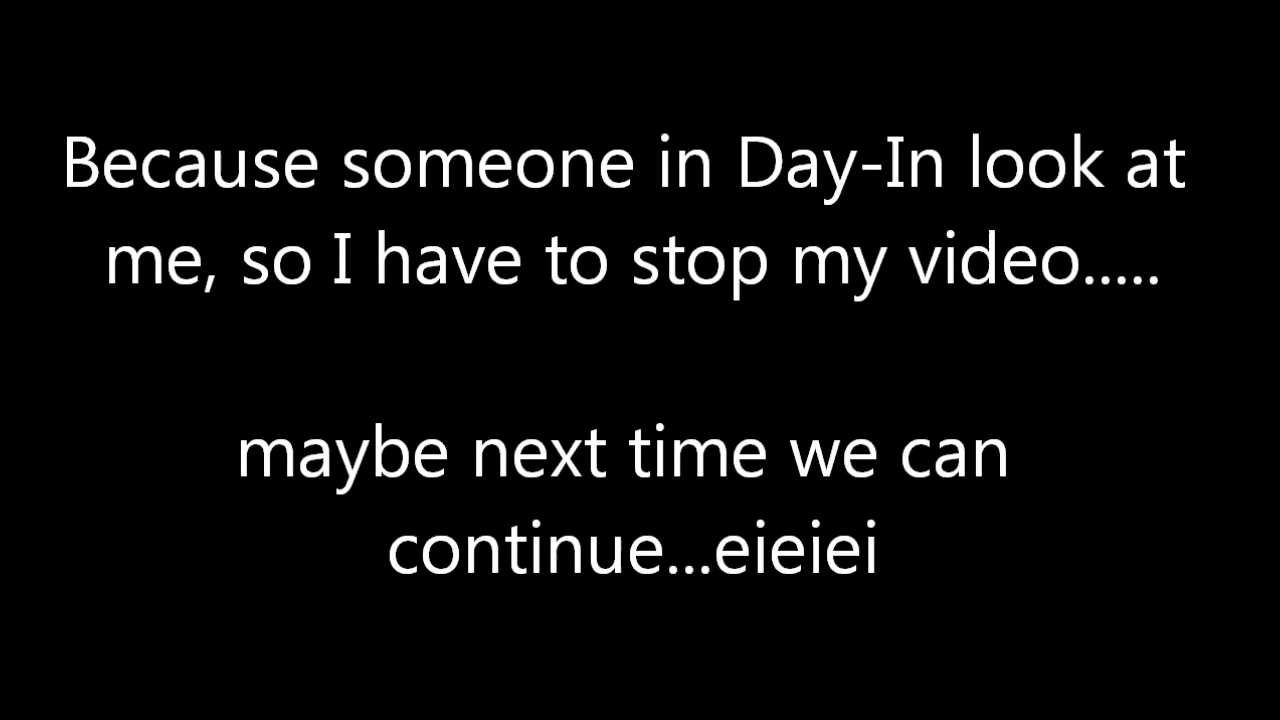 Because someone in Day-In look at
me, so I have to stop my video.....
maybe next time we can
continue...eieiei